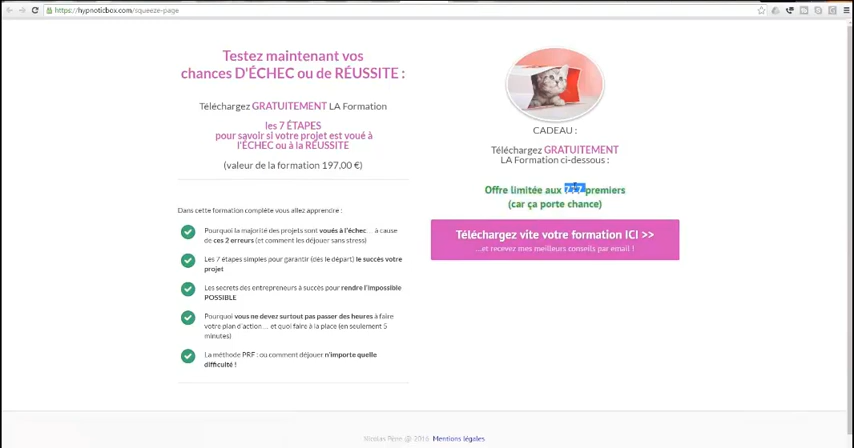 https://hypnoticbox.com/squeeze-page
Testez maintenant vos
chances D'ÉCHEC ou de RÉUSSITE :
Téléchargez GRATUITEMENT LA Formation
les 7 ÉTAPES
pour savoir si votre projet est voué à
l'ÉCHEC ou à la RÉUSSITE
(valeur de la formation 197,00 €)
Dans cette formation complète vous allez apprendre :
Pourquoi la majorité des projets sont voués à l'échec... à cause
de ces 2 erreurs (et comment les déjouer sans stress)
Les 7 étapes simples pour garantir (dès le départ) le succès votre
projet
Les secrets des entrepreneurs à succès pour rendre l'impossible
POSSIBLE
Pourquoi vous ne devez surtout pas passer des heures à faire
votre plan d'action... et quoi faire à la place (en seulement 5
minutes)
La méthode PRF : ou comment déjouer n'importe quelle
difficulté !
CADEAU :
Téléchargez GRATUITEMENT
LA Formation ci-dessous :
Offre limitée aux 777 premiers
(car ça porte chance)
Téléchargez vite votre formation ICI >>
...et recevez mes meilleurs conseils par email !
@ 2016 Mentions légales